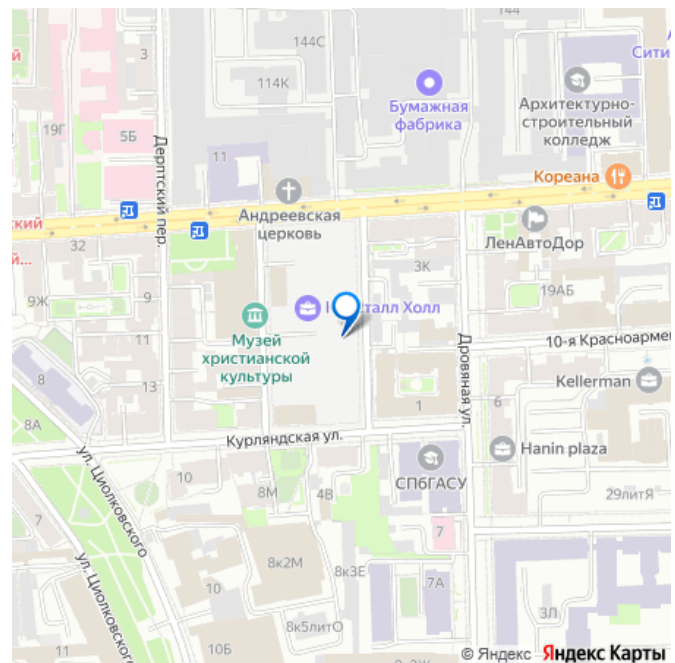 144
144С
3
ий
114К
Бумажная
фабрика
Архитектурно-
строительный
колледж
Сити
19Г
5Б
11
Дерптский пер.
Кореана
Андреевская
церковь
ский
й...
32
ЛенАвтоДор
3К
9Ж
9
19АБ
11
Холл
Музей
христианской
культуры
Дровяная ул.
10-я Красноармей
8
13
Kellerman
8А
1
6
Курляндская ул.
Hanin plaza
ул. Циолковского
10
8М
4В
СПбГАСУ
29литЯ
7
7
ул. Циолковского
8к2М
8к3Е
7А
11
3Л
10Б
8к5литО
© Яндекс Яндекс Карты